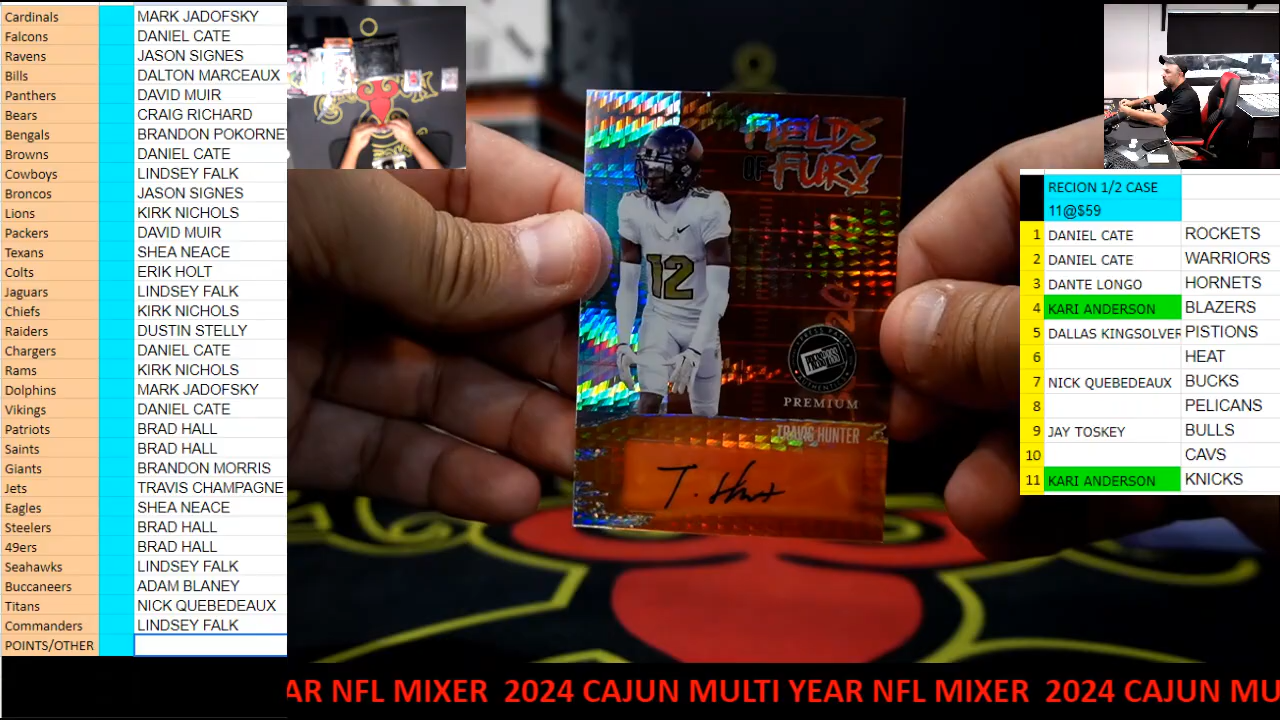 Cardinals MARK JADOFSKY
Falcons DANIEL CATE
Ravens JASON SIGNES
Bills DALTON MARCEAUX
Panthers DAVID MUIR
Bears CRAIG RICHARD
Bengals BRANDON POKORNE
Browns DANIEL CATE
Cowboys LINDSEY FALK
Broncos JASON SIGNES
Lions KIRK NICHOLS
Packers DAVID MUIR
Texans SHEA NEACE
Colts ERIK HOLT
Jaguars LINDSEY FALK
Chiefs KIRK NICHOLS
Raiders DUSTIN STELLY
Chargers DANIEL CATE
Rams KIRK NICHOLS
Dolphins MARK JADOFSKY
Vikings DANIEL CATE
Patriots BRAD HALL
Saints BRAD HALL
Giants BRANDON MORRIS
Jets TRAVIS CHAMPAGNE
Eagles SHEA NEACE
Steelers BRAD HALL
49ers BRAD HALL
Seahawks LINDSEY FALK
Buccaneers ADAM BLANEY
Titans NICK QUEBEDEAUX
Commanders LINDSEY FALK
POINTS/OTHER
FIELDS
OF FURY
12
PRESS PASS
AUTHENTICS
PREMIUM
TRAVIS HUNTER
T. Hunt
RECION 1/2 CASE
11@$59
1 DANIEL CATE ROCKETS
2 DANIEL CATE WARRIORS
3 DANTE LONGO HORNETS
4 KARI ANDERSON BLAZERS
5 DALLAS KINGSOLVER PISTIONS
6 HEAT
7 NICK QUEBEDEAUX BUCKS
8 PELICANS
9 JAY TOSKEY BULLS
10 CAVS
11 KARI ANDERSON KNICKS
AR NFL MIXER 2024 CAJUN MULTI YEAR NFL MIXER 2024 CAJUN MU